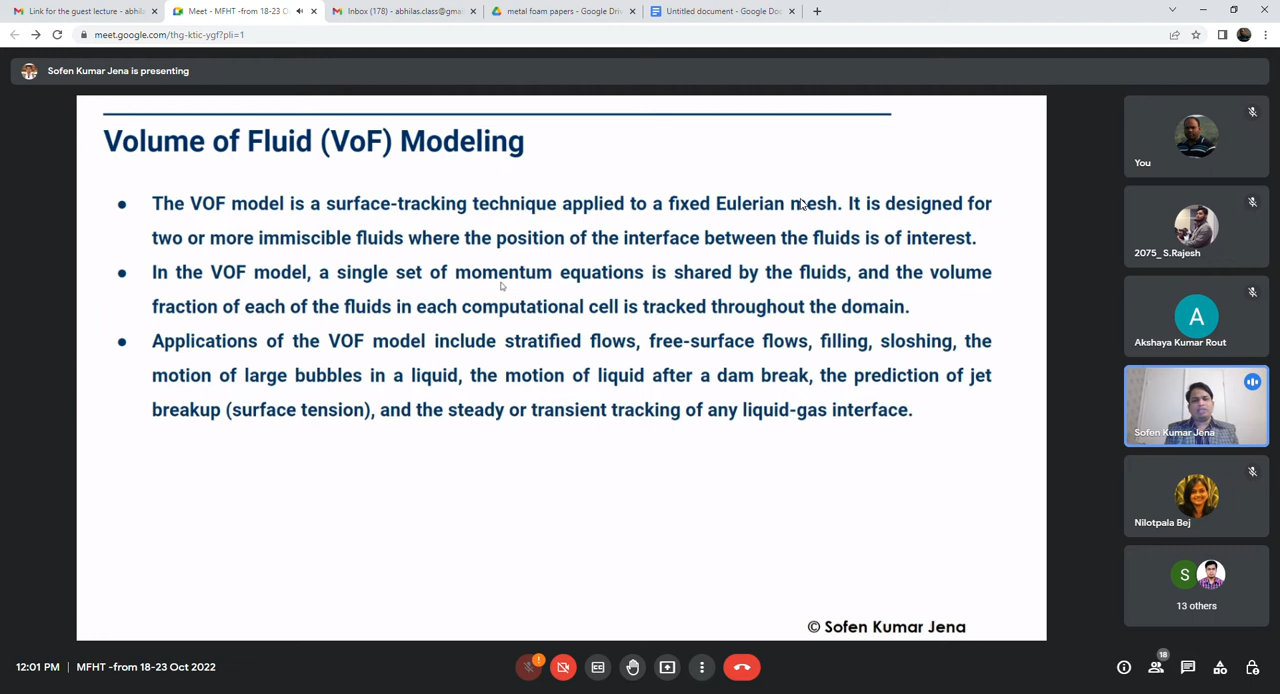 Link for the guest lecture - abhila
Meet - MFHT -from 18-23 O
Inbox (178) - abhilas.class@gmai
metal foam papers - Google Driv
Untitled document - Google Doc
meet.google.com/thg-ktic-ygf?pli=1
Sofen Kumar Jena is presenting
Volume of Fluid (VoF) Modeling
● The VOF model is a surface-tracking technique applied to a fixed Eulerian mesh. It is designed for
two or more immiscible fluids where the position of the interface between the fluids is of interest.
● In the VOF model, a single set of momentum equations is shared by the fluids, and the volume
fraction of each of the fluids in each computational cell is tracked throughout the domain.
● Applications of the VOF model include stratified flows, free-surface flows, filling, sloshing, the
motion of large bubbles in a liquid, the motion of liquid after a dam break, the prediction of jet
breakup (surface tension), and the steady or transient tracking of any liquid-gas interface.
© Sofen Kumar Jena
You
2075_ S.Rajesh
A
Akshaya Kumar Rout
Sofen Kumar Jena
Nilotpala Bej
S
13 others
12:01 PM | MFHT -from 18-23 Oct 2022
18